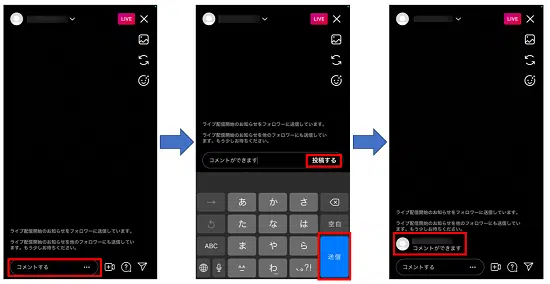 LIVE
ライブ配信開始のお知らせをフォロワーに送信しています。
ライブ配信開始のお知らせを他のフォロワーにも送信してい
ます。もう少しお待ちください。
コメントする
LIVE
ライブ配信開始のお知らせをフォロワーに送信しています。
ライブ配信開始のお知らせを他のフォロワーにも送信してい
ます。もう少しお待ちください。
コメントができます
投稿する
→ あ か さ
た な は 空白
ABC ま や ら
^^ わ 、。?!
送信
LIVE
ライブ配信開始のお知らせをフォロワーに送信しています。
ライブ配信開始のお知らせを他のフォロワーにも送信してい
ます。もう少しお待ちください。
コメントができます
コメントする